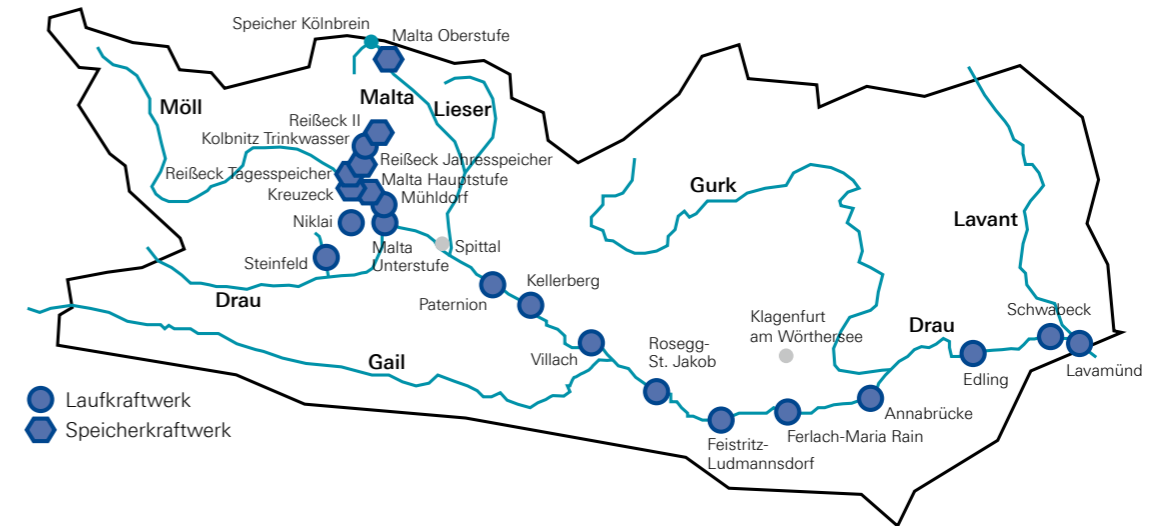 Speicher Kölnbrein
Malta Oberstufe
Möll
Malta
Lieser
Reißeck II
Kolbnitz Trinkwasser
Reißeck Jahresspeicher
Reißeck Tagesspeicher
Malta Hauptstufe
Kreuzeck
Mühldorf
Niklai
Malta
Unterstufe
Spittal
Steinfeld
Drau
Paternion
Kellerberg
Gurk
Lavant
Villach
Rosegg-
St. Jakob
Klagenfurt
am Wörthersee
Drau
Schwabeck
Edling
Lavamünd
Gail
Annabrücke
Ferlach-Maria Rain
Feistritz-
Ludmannsdorf
Laufkraftwerk
Speicherkraftwerk